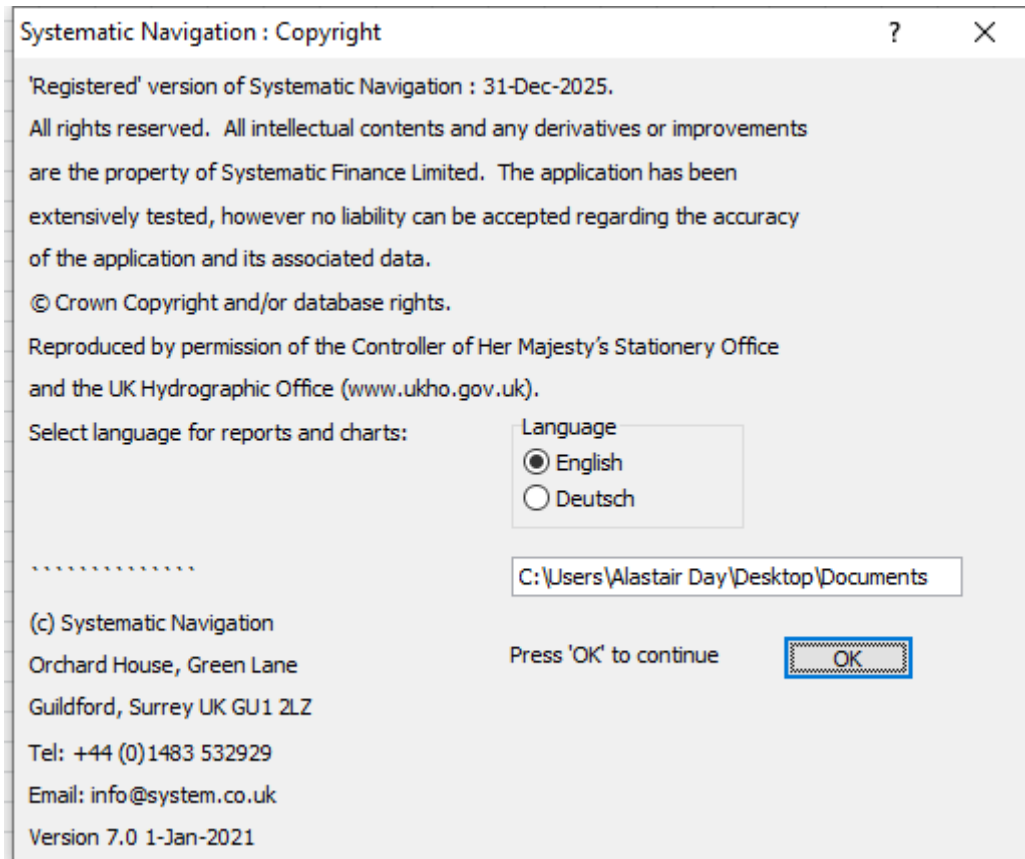 Systematic Navigation : Copyright
'Registered' version of Systematic Navigation : 31-Dec-2025.
All rights reserved.  All intellectual contents and any derivatives or improvements
are the property of Systematic Finance Limited.  The application has been
extensively tested, however no liability can be accepted regarding the accuracy
of the application and its associated data.
© Crown Copyright and/or database rights.
Reproduced by permission of the Controller of Her Majesty’s Stationery Office
and the UK Hydrographic Office (www.ukho.gov.uk).
Select language for reports and charts:
Language
English
Deutsch
``````````````
C:\Users\Alastair Day\Desktop\Documents
(c) Systematic Navigation
Orchard House, Green Lane
Guildford, Surrey UK GU1 2LZ
Tel: +44 (0)1483 532929
Email: info@system.co.uk
Version 7.0 1-Jan-2021
Press 'OK' to continue
OK